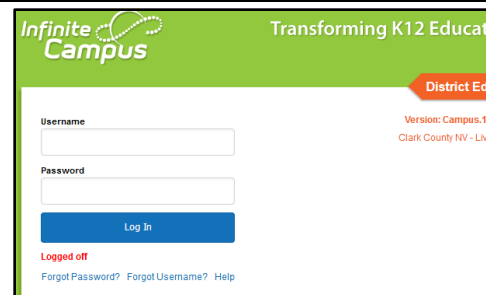 Infinite
Campus
Transforming K12 Educat
District Ed
Username
Version: Campus.1
Clark County NV - Liv
Password
Log In
Logged off
Forgot Password? Forgot Username? Help